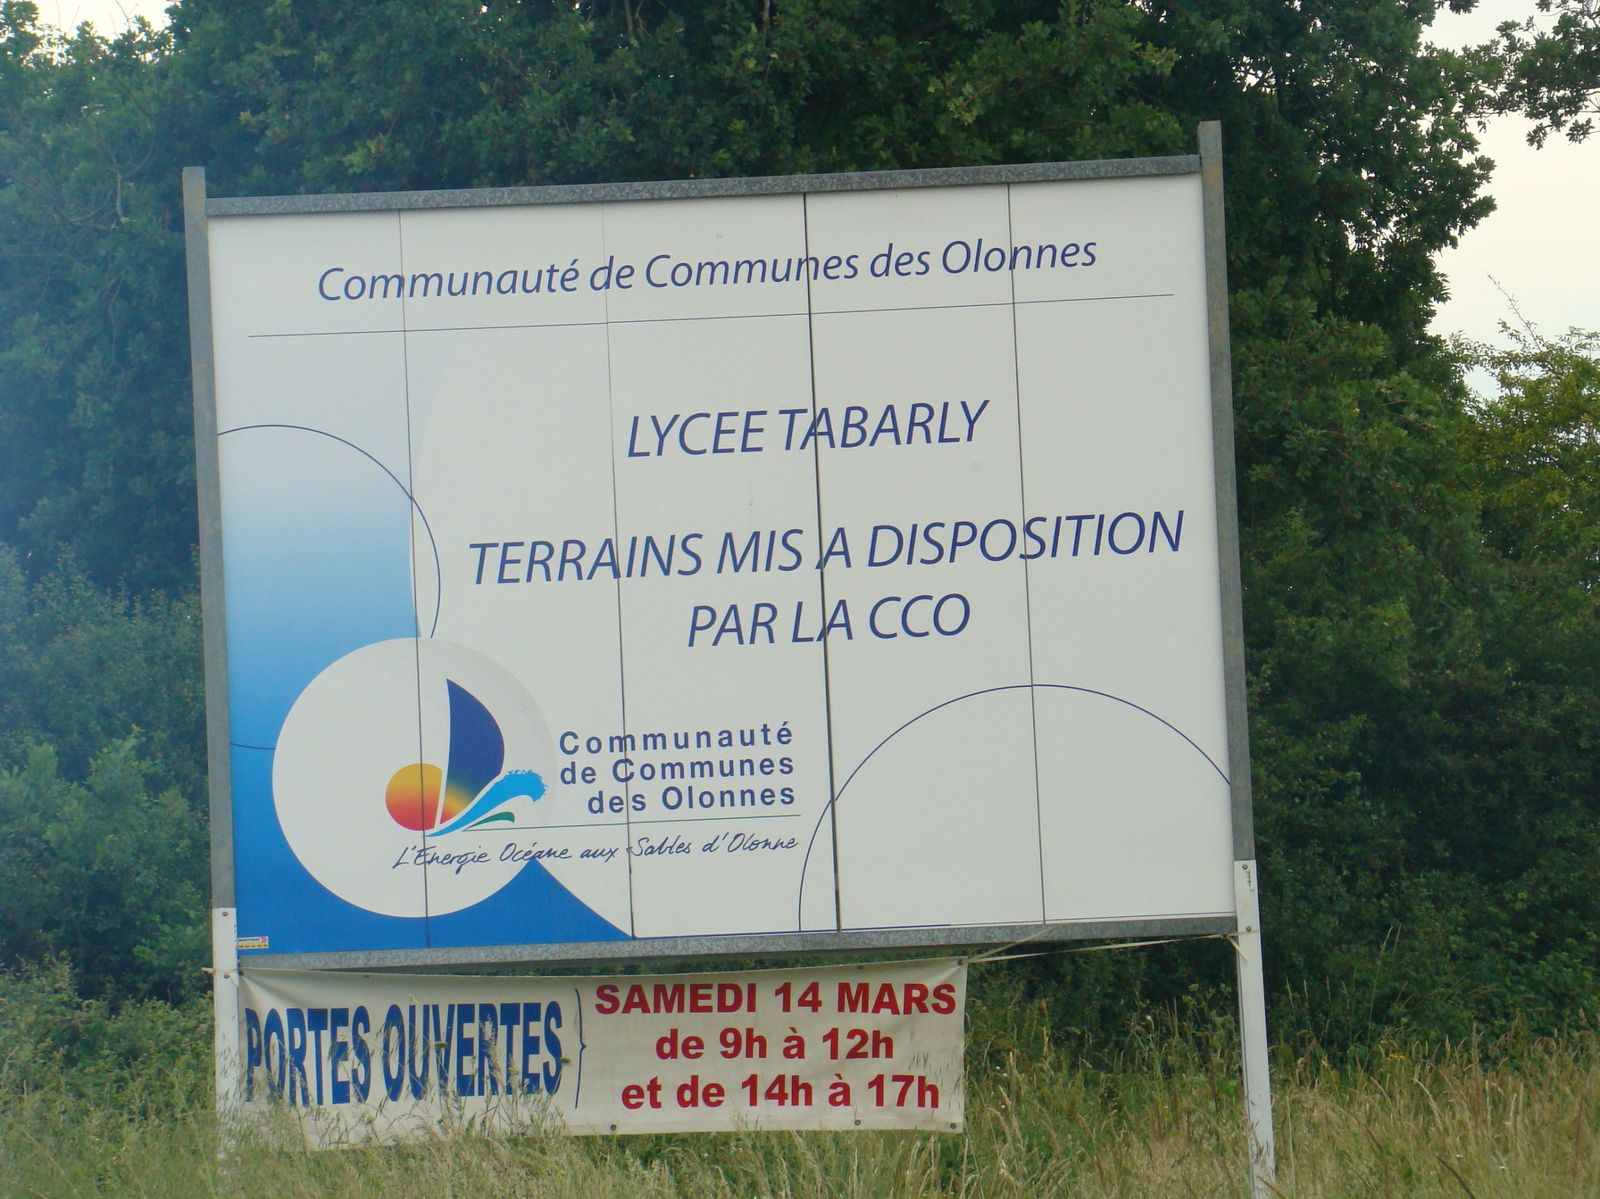 Communauté de Communes des Olonnes
LYCEE TABARLY
TERRAINS MIS A DISPOSITION
PAR LA CCO
Communauté
de Communes
des Olonnes
L'Energie Océane aux Sables d'Olonne
PORTES OUVERTES
SAMEDI 14 MARS
de 9h à 12h
et de 14h à 17h